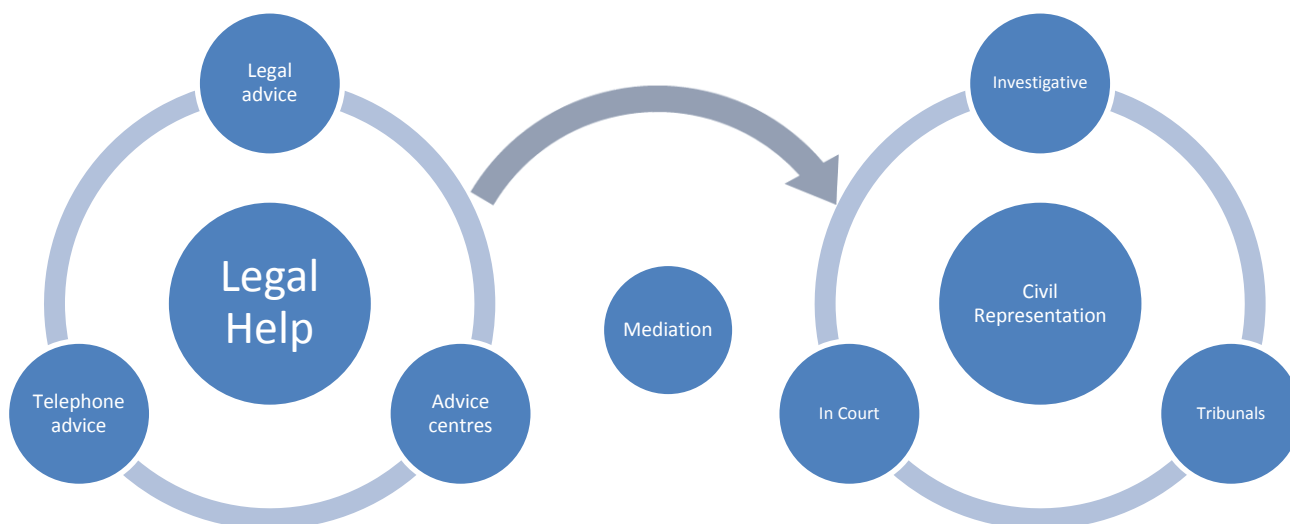 Legal
advice
Legal
Help
Telephone
advice
Advice
centres
Mediation
Investigative
Civil
Representation
In Court
Tribunals